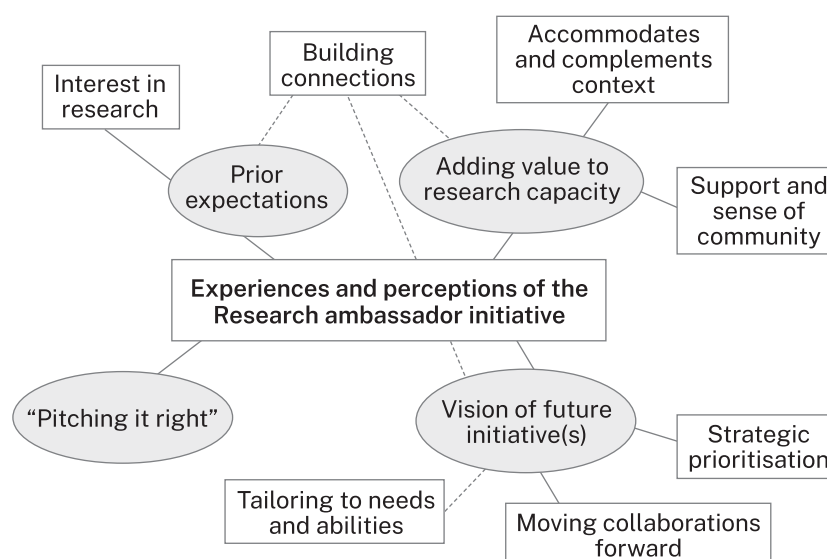 Building
connections
Accommodates
and complements
context
Interest in
research
Prior
expectations
Adding value to
research capacity
Support and
sense of
community
Experiences and perceptions of the
Research ambassador initiative
“Pitching it right”
Vision of future
initiative(s)
Strategic
prioritisation
Tailoring to needs
and abilities
Moving collaborations
forward